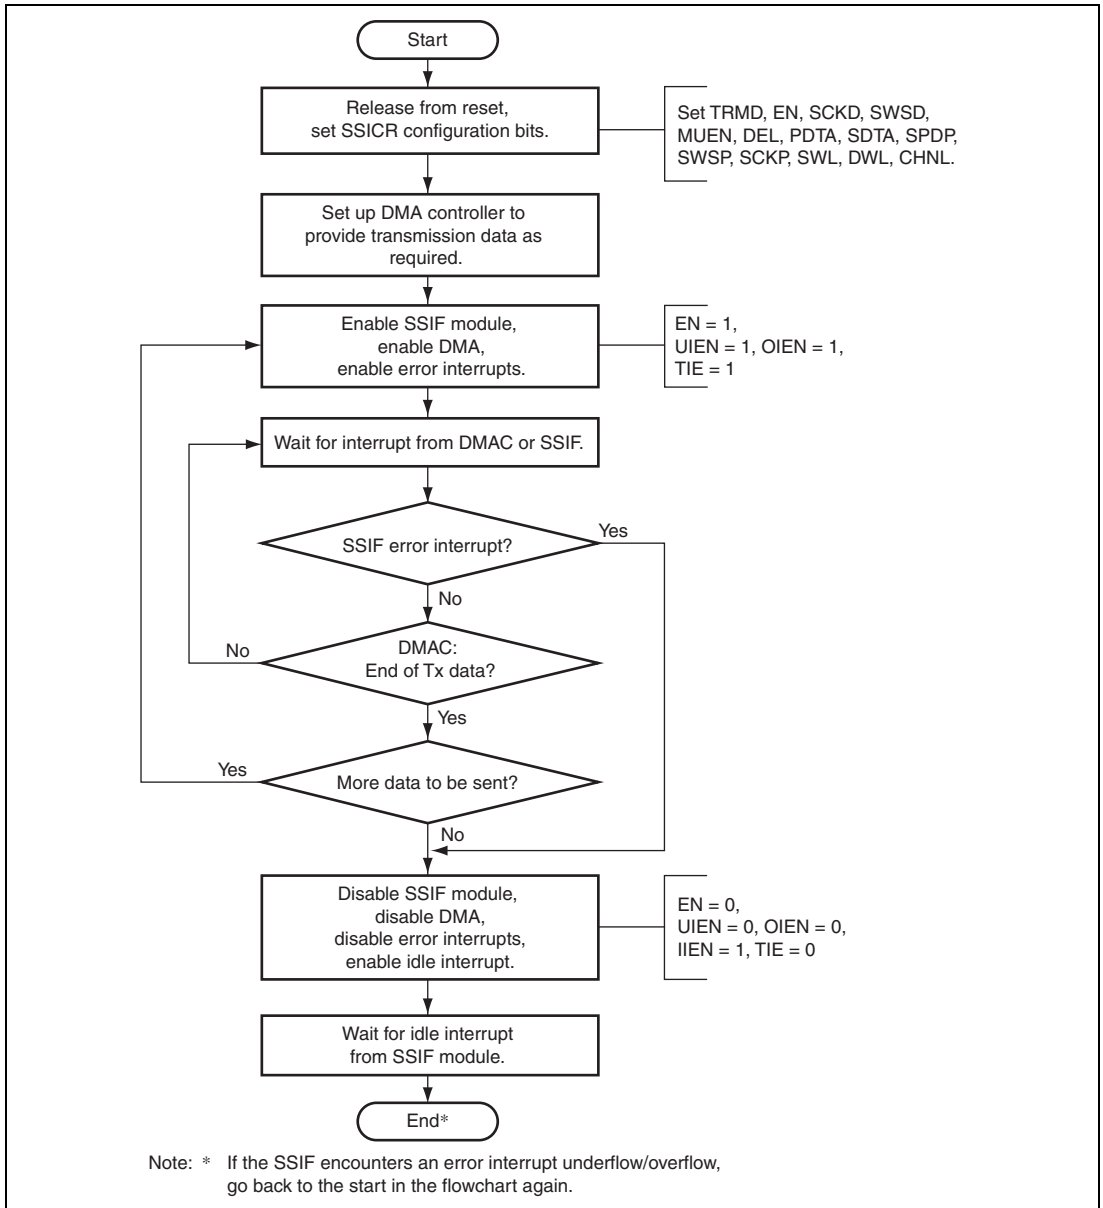 Start
Release from reset,
set SSICR configuration bits.
Set TRMD, EN, SCKD, SWSD,
MUEN, DEL, PDTA, SDTA, SPDP,
SWSP, SCKP, SWL, DWL, CHNL.
Set up DMA controller to
provide transmission data as
required.
Enable SSIF module,
enable DMA,
enable error interrupts.
EN = 1,
UIEN = 1, OIEN = 1,
TIE = 1
Wait for interrupt from DMAC or SSIF.
SSIF error interrupt?
Yes
No
DMAC:
End of Tx data?
No
Yes
More data to be sent?
Yes
No
Disable SSIF module,
disable DMA,
disable error interrupts,
enable idle interrupt.
EN = 0,
UIEN = 0, OIEN = 0,
IIEN = 1, TIE = 0
Wait for idle interrupt
from SSIF module.
End*
Note: * If the SSIF encounters an error interrupt underflow/overflow,
go back to the start in the flowchart again.